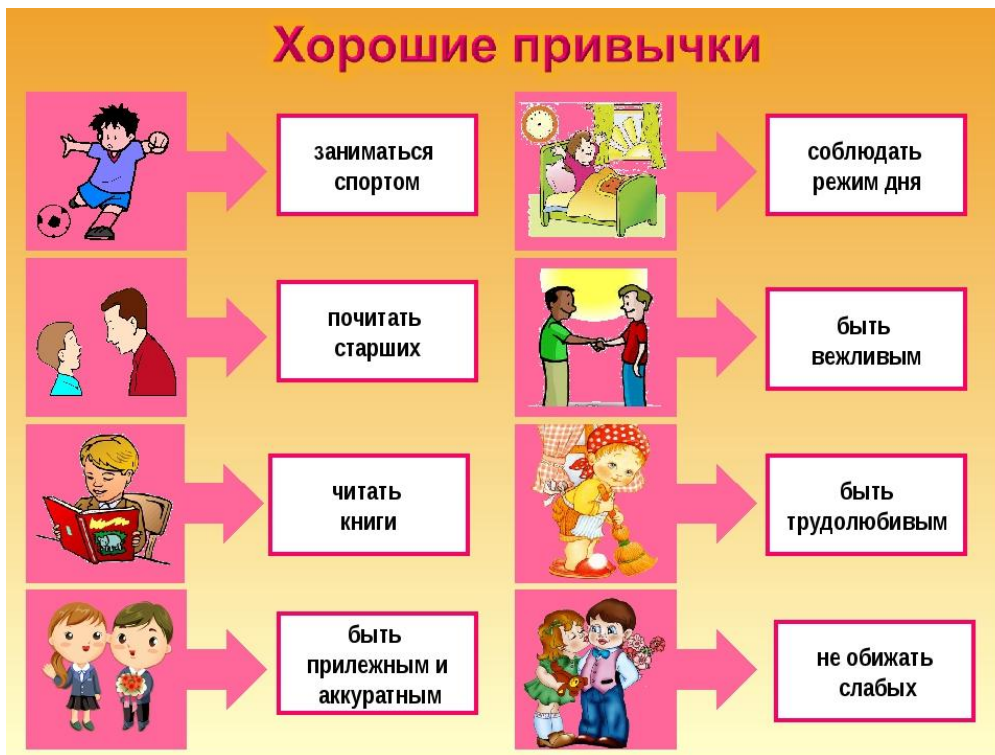 Хорошие привычки
заниматься
спортом
соблюдать
режим дня
почитать
старших
быть
вежливым
читать
книги
быть
трудолюбивым
быть
прилежным и
аккуратным
не обижать
слабых